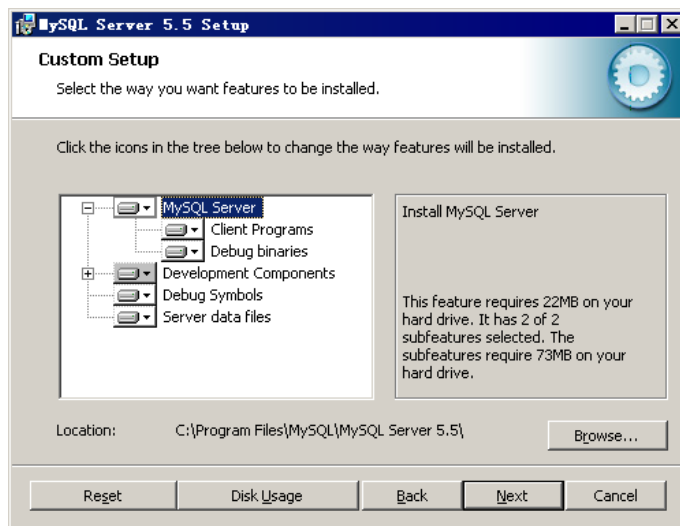 MySQL Server 5.5 Setup
Custom Setup
Select the way you want features to be installed.
Click the icons in the tree below to change the way features will be installed.
MySQL Server
Client Programs
Debug binaries
Development Components
Debug Symbols
Server data files
Install MySQL Server
This feature requires 22MB on your
hard drive. It has 2 of 2
subfeatures selected. The
subfeatures require 73MB on your
hard drive.
Location: C:\Program Files\MySQL\MySQL Server 5.5\
Browse...
Reset Disk Usage Back Next Cancel